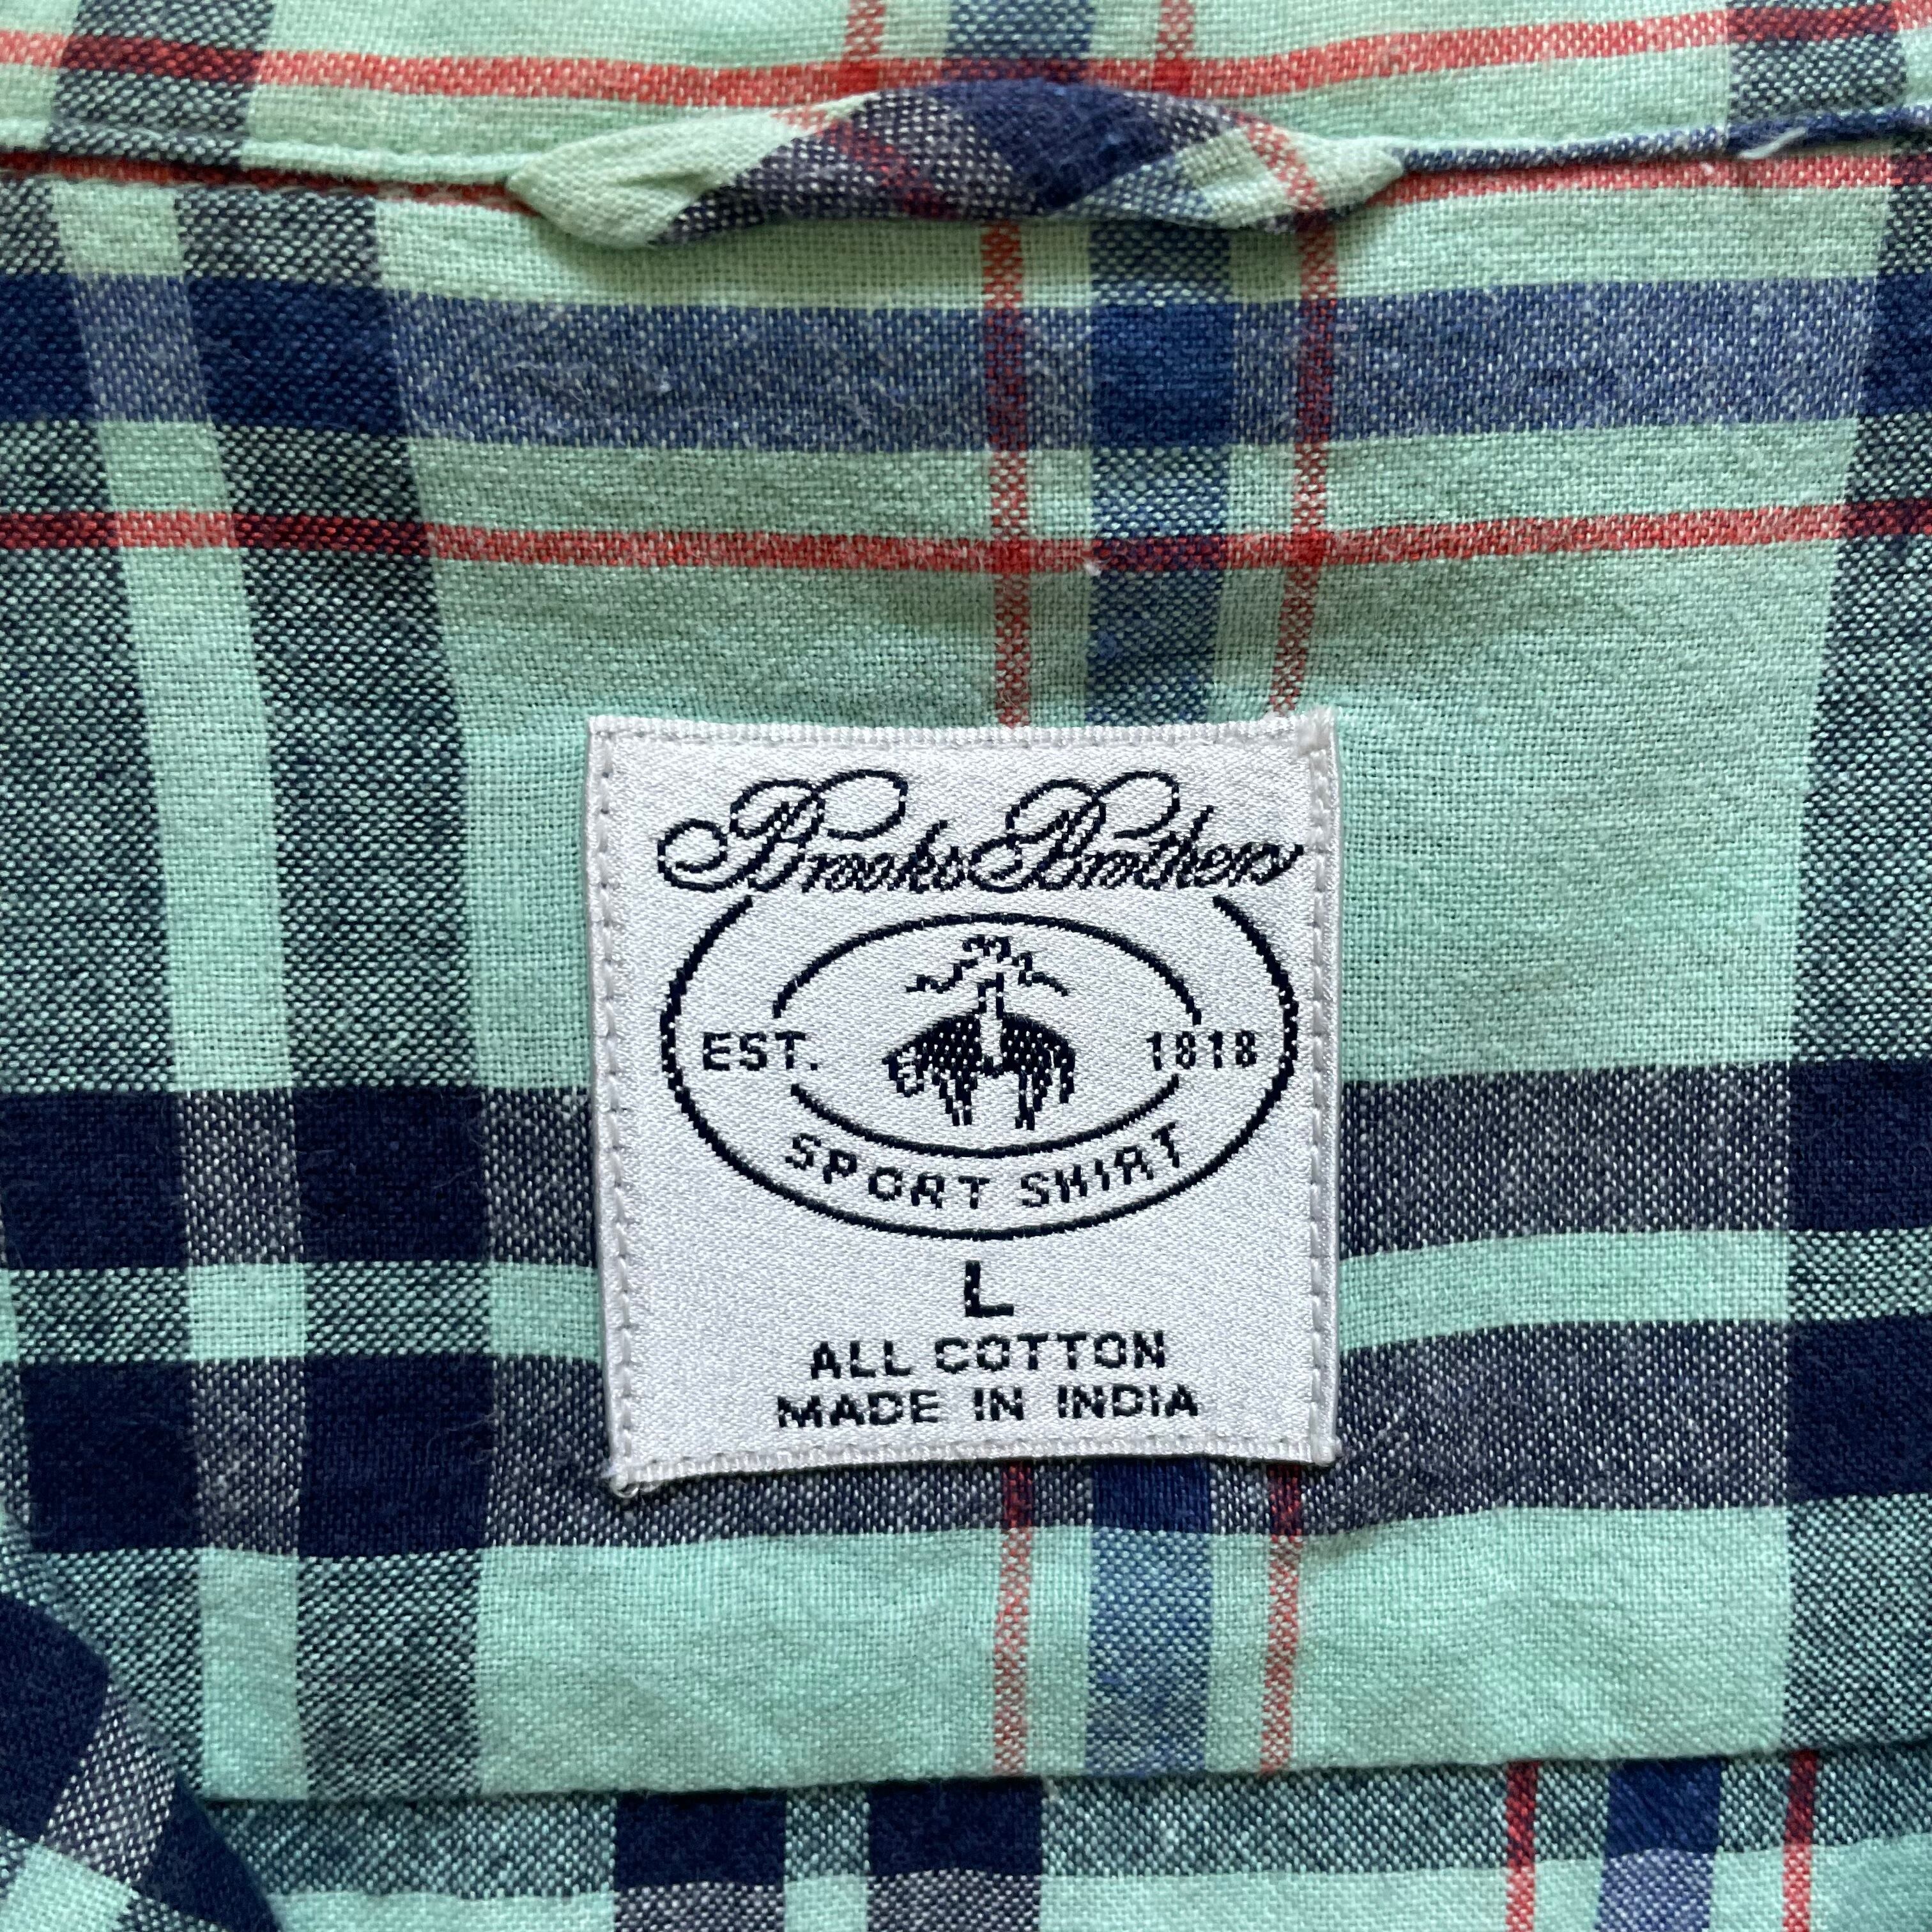 Brooks Brothers
EST. 1818
SPORT SHIRT
L
ALL COTTON
MADE IN INDIA